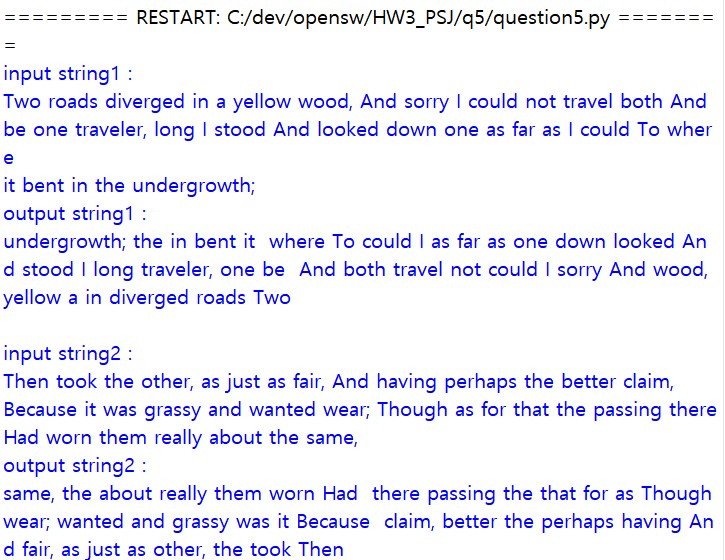 ========= RESTART: C:/dev/opensw/HW3_PSJ/q5/question5.py =======
=
input string1 :
Two roads diverged in a yellow wood, And sorry I could not travel both And
be one traveler, long I stood And looked down one as far as I could To wher
e
it bent in the undergrowth;
output string1 :
undergrowth; the in bent it  where To could I as far as one down looked An
d stood I long traveler, one be  And both travel not could I sorry And wood,
yellow a in diverged roads Two

input string2 :
Then took the other, as just as fair, And having perhaps the better claim,
Because it was grassy and wanted wear; Though as for that the passing there
Had worn them really about the same,
output string2 :
same, the about really them worn Had  there passing the that for as Though
wear; wanted and grassy was it Because  claim, better the perhaps having An
d fair, as just as other, the took Then